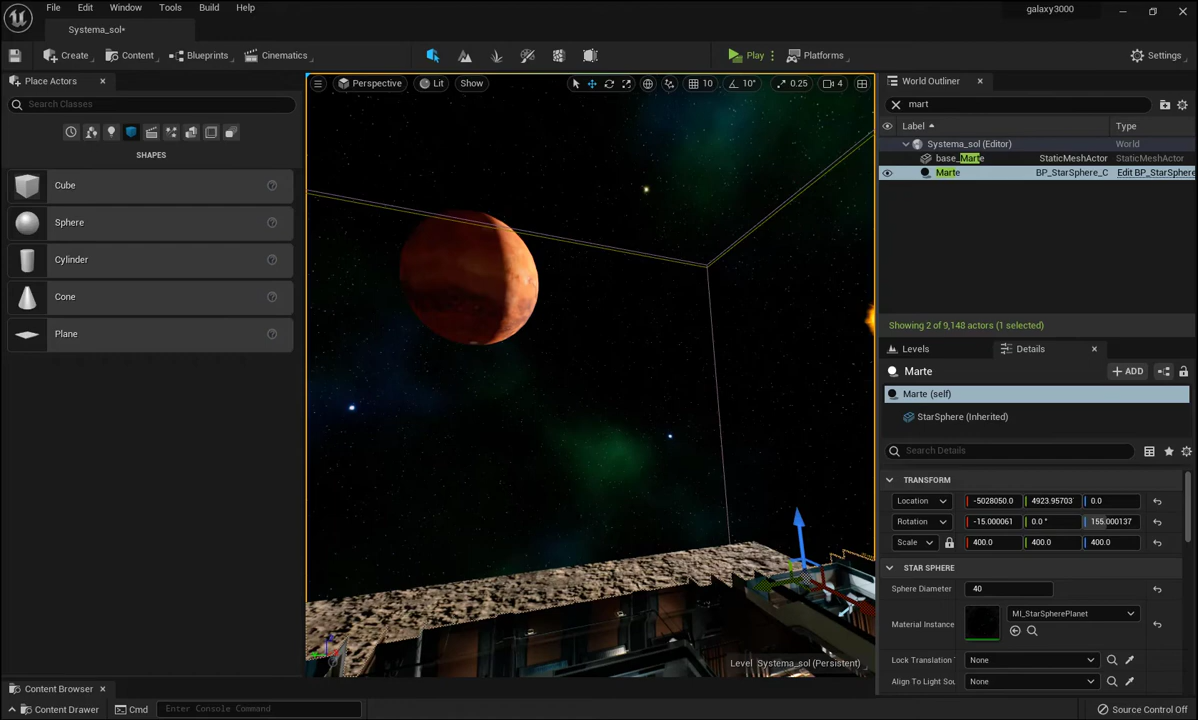 File Edit Window Tools Build Help
galaxy3000
Systema_sol•
Create Content Blueprints Cinematics Play Platforms Settings
Place Actors
Search Classes
SHAPES
Cube
Sphere
Cylinder
Cone
Plane
Perspective Lit Show 10 10° 0.25 4
World Outliner
mart
Label Type
Systema_sol (Editor) World
base_Marte StaticMeshActor StaticMeshActor
Marte BP_StarSphere_C Edit BP_StarSphere
Showing 2 of 9,148 actors (1 selected)
Levels Details
Marte ADD
Marte (self)
StarSphere (Inherited)
Search Details
TRANSFORM
Location -5028050.0 4923.95703 0.0
Rotation -15.000061 0.0 ° 155.000137
Scale 400.0 400.0 400.0
STAR SPHERE
Sphere Diameter 40
Material Instance MI_StarSpherePlanet
Lock Translation None
Align To Light Sou None
Level Systema_sol (Persistent)
Content Browser
Content Drawer Cmd Enter Console Command Source Control Off